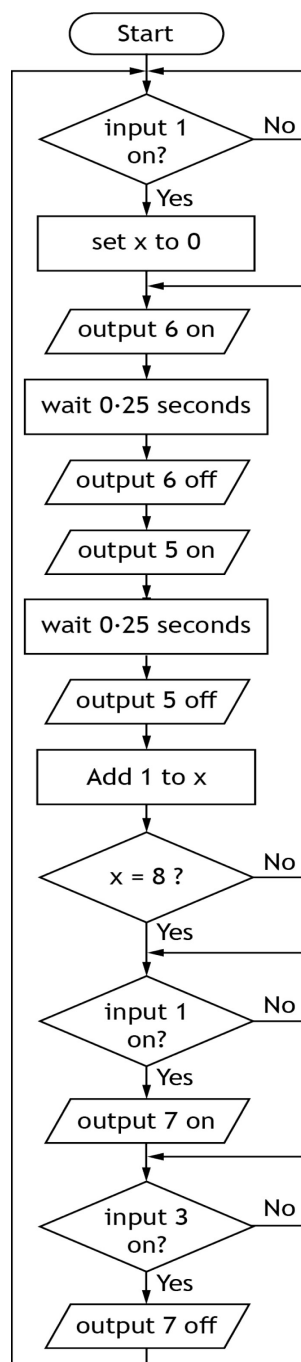 Start
input 1
on?
No
Yes
set x to 0
output 6 on
wait 0·25 seconds
output 6 off
output 5 on
wait 0·25 seconds
output 5 off
Add 1 to x
x = 8 ?
No
Yes
input 1
on?
No
Yes
output 7 on
input 3
on?
No
Yes
output 7 off